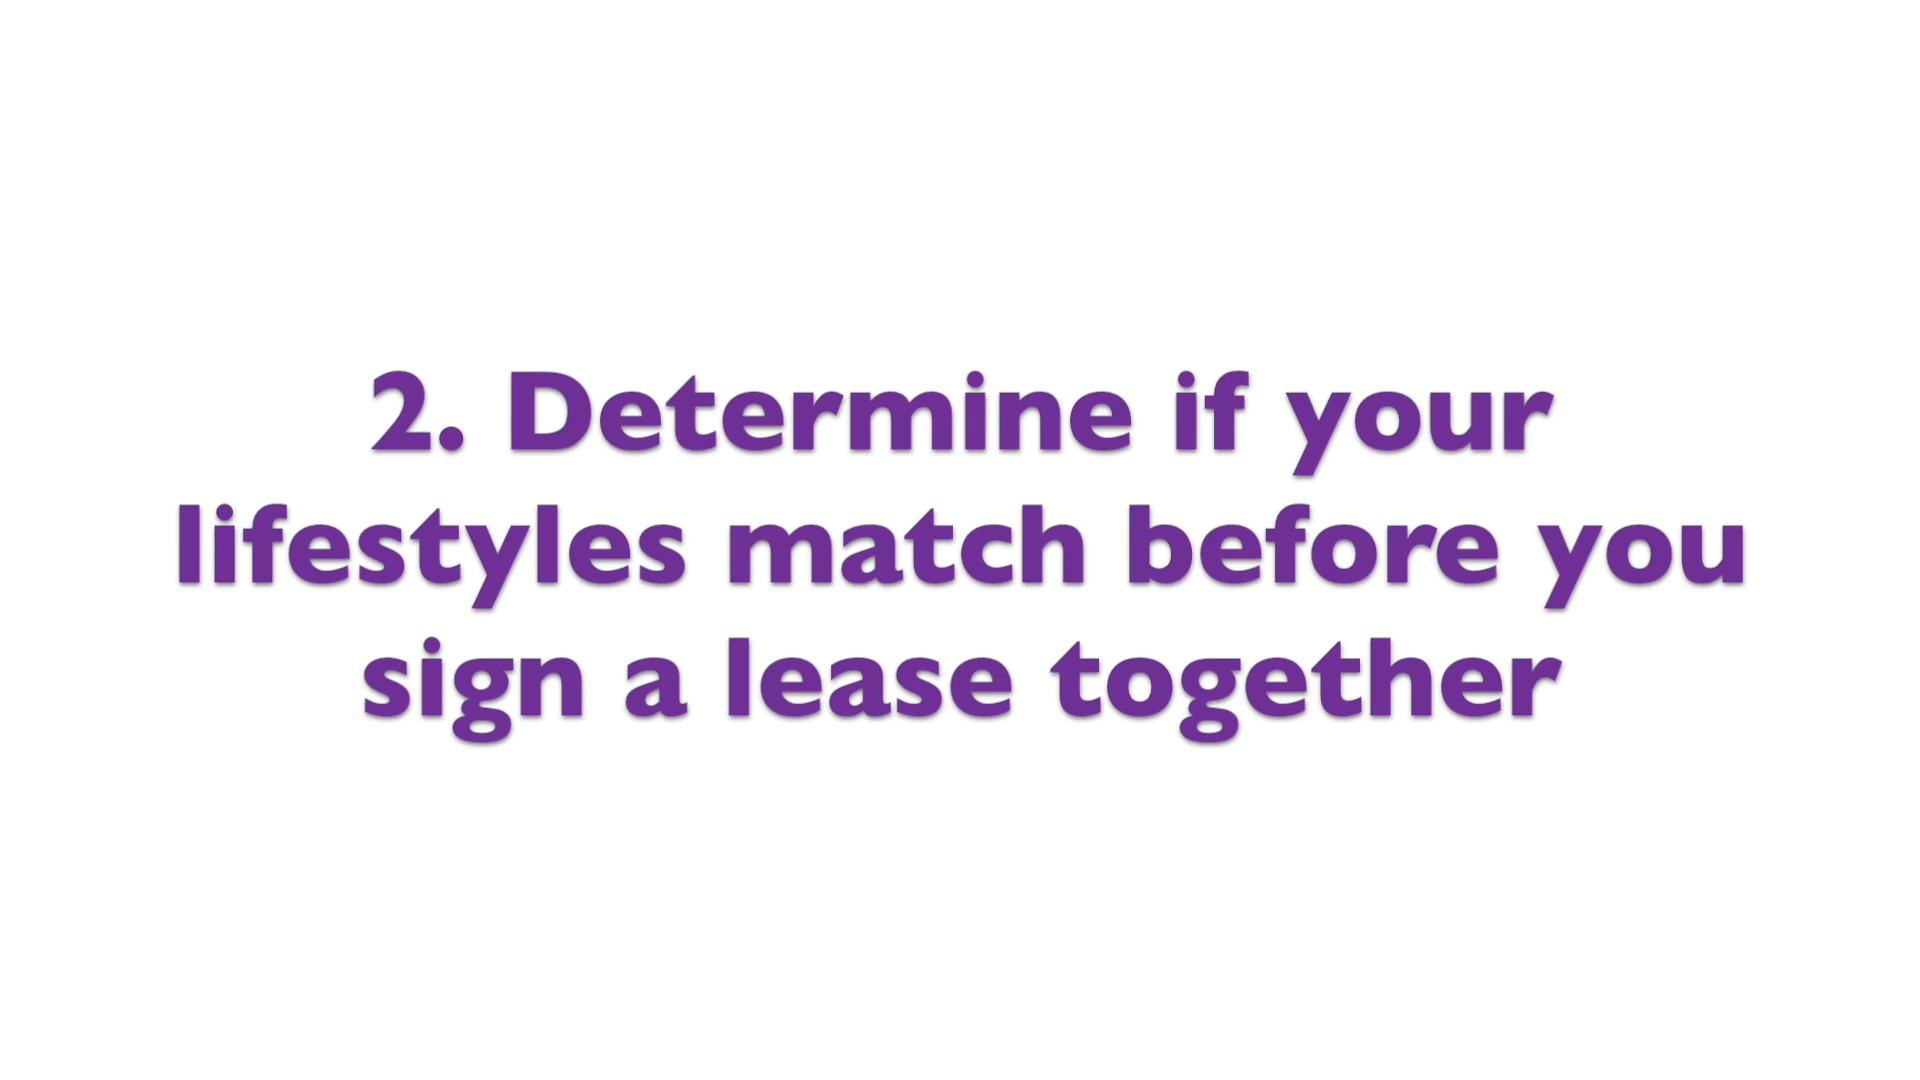 2. Determine if your
lifestyles match before you
sign a lease together